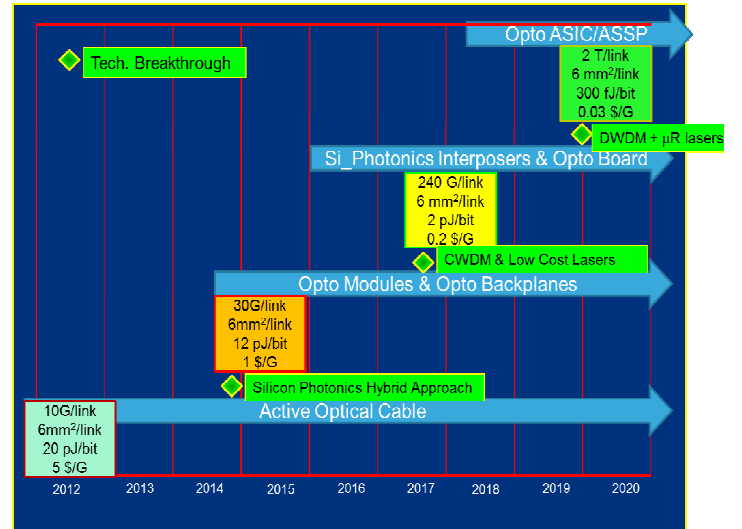 Opto ASIC/ASSP
Tech. Breakthrough
2 T/link
6 mm²/link
300 fJ/bit
0.03 $/G
DWDM + µR lasers
Si_Photonics Interposers & Opto Board
240 G/link
6 mm²/link
2 pJ/bit
0.2 $/G
CWDM & Low Cost Lasers
Opto Modules & Opto Backplanes
30G/link
6mm²/link
12 pJ/bit
1 $/G
Silicon Photonics Hybrid Approach
Active Optical Cable
10G/link
6mm²/link
20 pJ/bit
5 $/G
2012 2013 2014 2015 2016 2017 2018 2019 2020